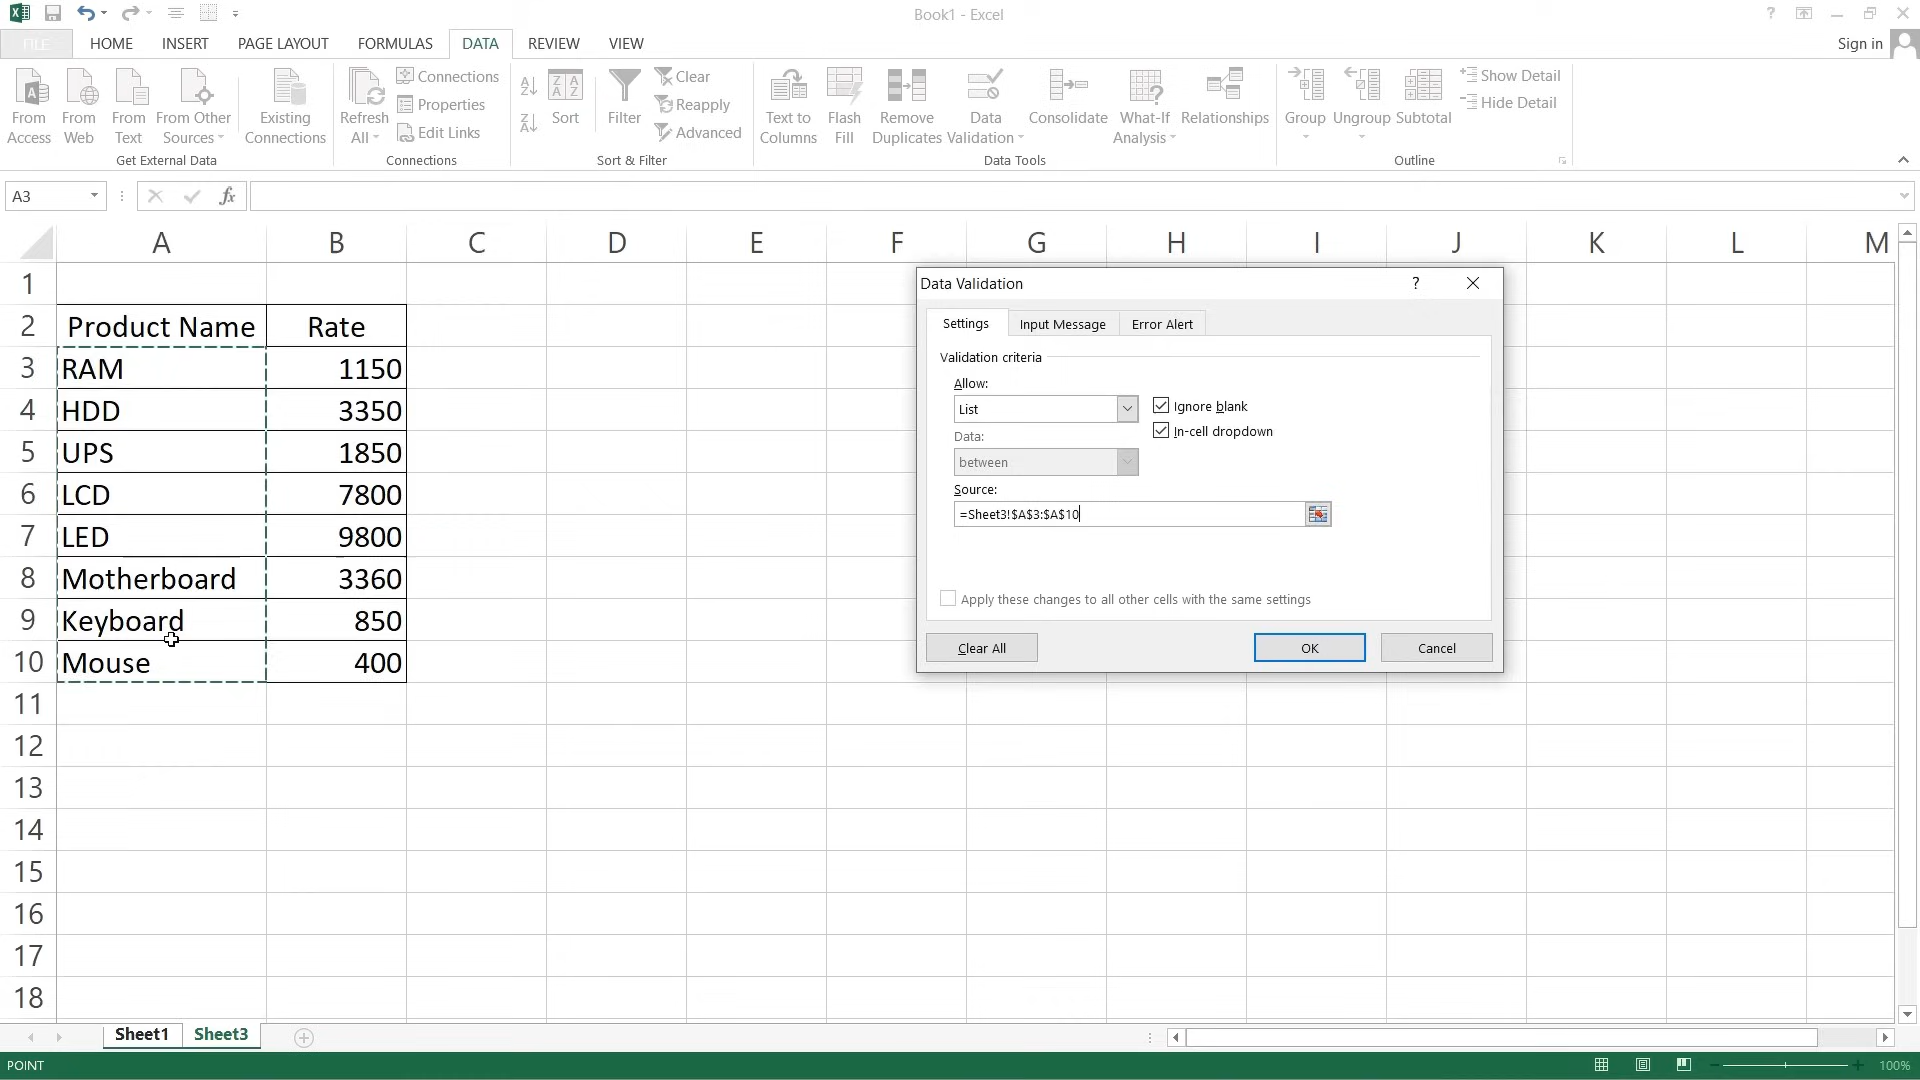 Book1 - Excel
?
FILE HOME INSERT PAGE LAYOUT FORMULAS DATA REVIEW VIEW
Sign in
From Access
From Web
From Text
From Other Sources
Existing Connections
Get External Data
Refresh All
Connections
Properties
Edit Links
Connections
Sort
Filter
Clear
Reapply
Advanced
Sort & Filter
Text to Columns
Flash Fill
Remove Duplicates
Data Validation
Consolidate
What-If Analysis
Relationships
Data Tools
Group
Ungroup
Subtotal
Show Detail
Hide Detail
Outline
A3
fx
A B C D E F G H I J K L M
1
2 Product Name Rate
3 RAM 1150
4 HDD 3350
5 UPS 1850
6 LCD 7800
7 LED 9800
8 Motherboard 3360
9 Keyboard 850
10 Mouse 400
11
12
13
14
15
16
17
18
Data Validation
?
Settings Input Message Error Alert
Validation criteria
Allow:
List
Ignore blank
Data:
In-cell dropdown
between
Source:
=Sheet3!$A$3:$A$10
Apply these changes to all other cells with the same settings
Clear All OK Cancel
Sheet1 Sheet3
POINT
100%